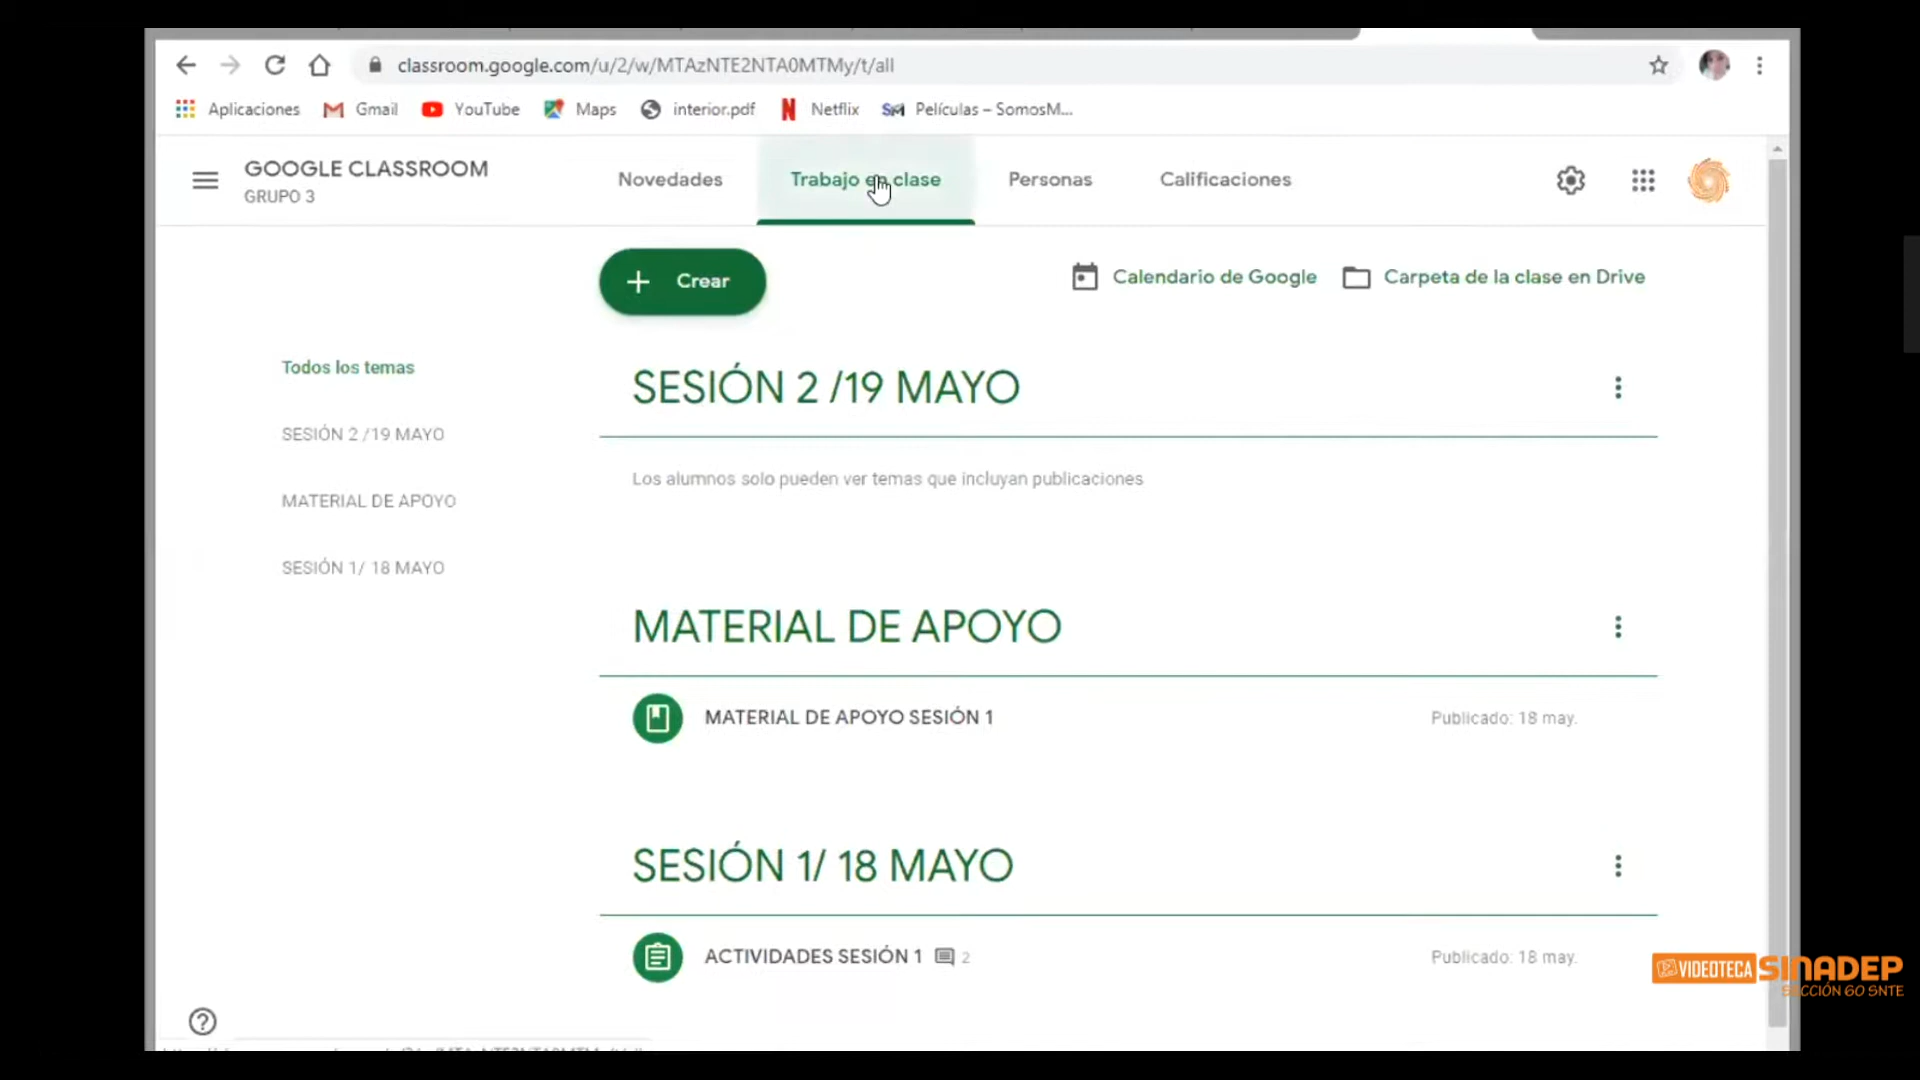 classroom.google.com/u/2/w/MTAzNTE2NTA0MTMy/t/all
Aplicaciones Gmail YouTube Maps interior.pdf Netflix Películas – SomosM...
GOOGLE CLASSROOM
GRUPO 3
Novedades Trabajo en clase Personas Calificaciones
Crear
Calendario de Google Carpeta de la clase en Drive
Todos los temas
SESIÓN 2 /19 MAYO
MATERIAL DE APOYO
SESIÓN 1/ 18 MAYO
SESIÓN 2 /19 MAYO
Los alumnos solo pueden ver temas que incluyan publicaciones
MATERIAL DE APOYO
MATERIAL DE APOYO SESIÓN 1 Publicado: 18 may.
SESIÓN 1/ 18 MAYO
ACTIVIDADES SESIÓN 1 2 Publicado: 18 may.
VIDEOTECA SINADEP
SECCIÓN 60 SNTE